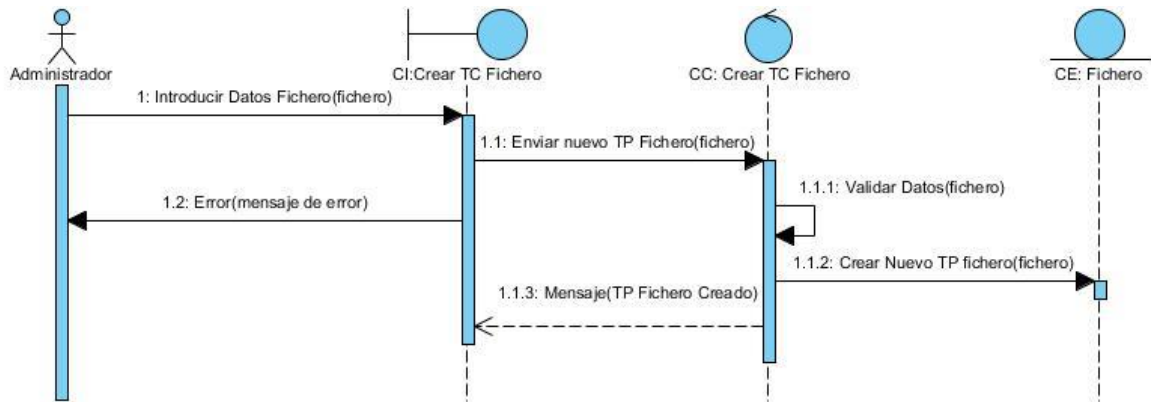 Administrador
CI:Crear TC Fichero
CC: Crear TC Fichero
CE: Fichero
1: Introducir Datos Fichero(fichero)
1.1: Enviar nuevo TP Fichero(fichero)
1.1.1: Validar Datos(fichero)
1.2: Error(mensaje de error)
1.1.2: Crear Nuevo TP fichero(fichero)
1.1.3: Mensaje(TP Fichero Creado)